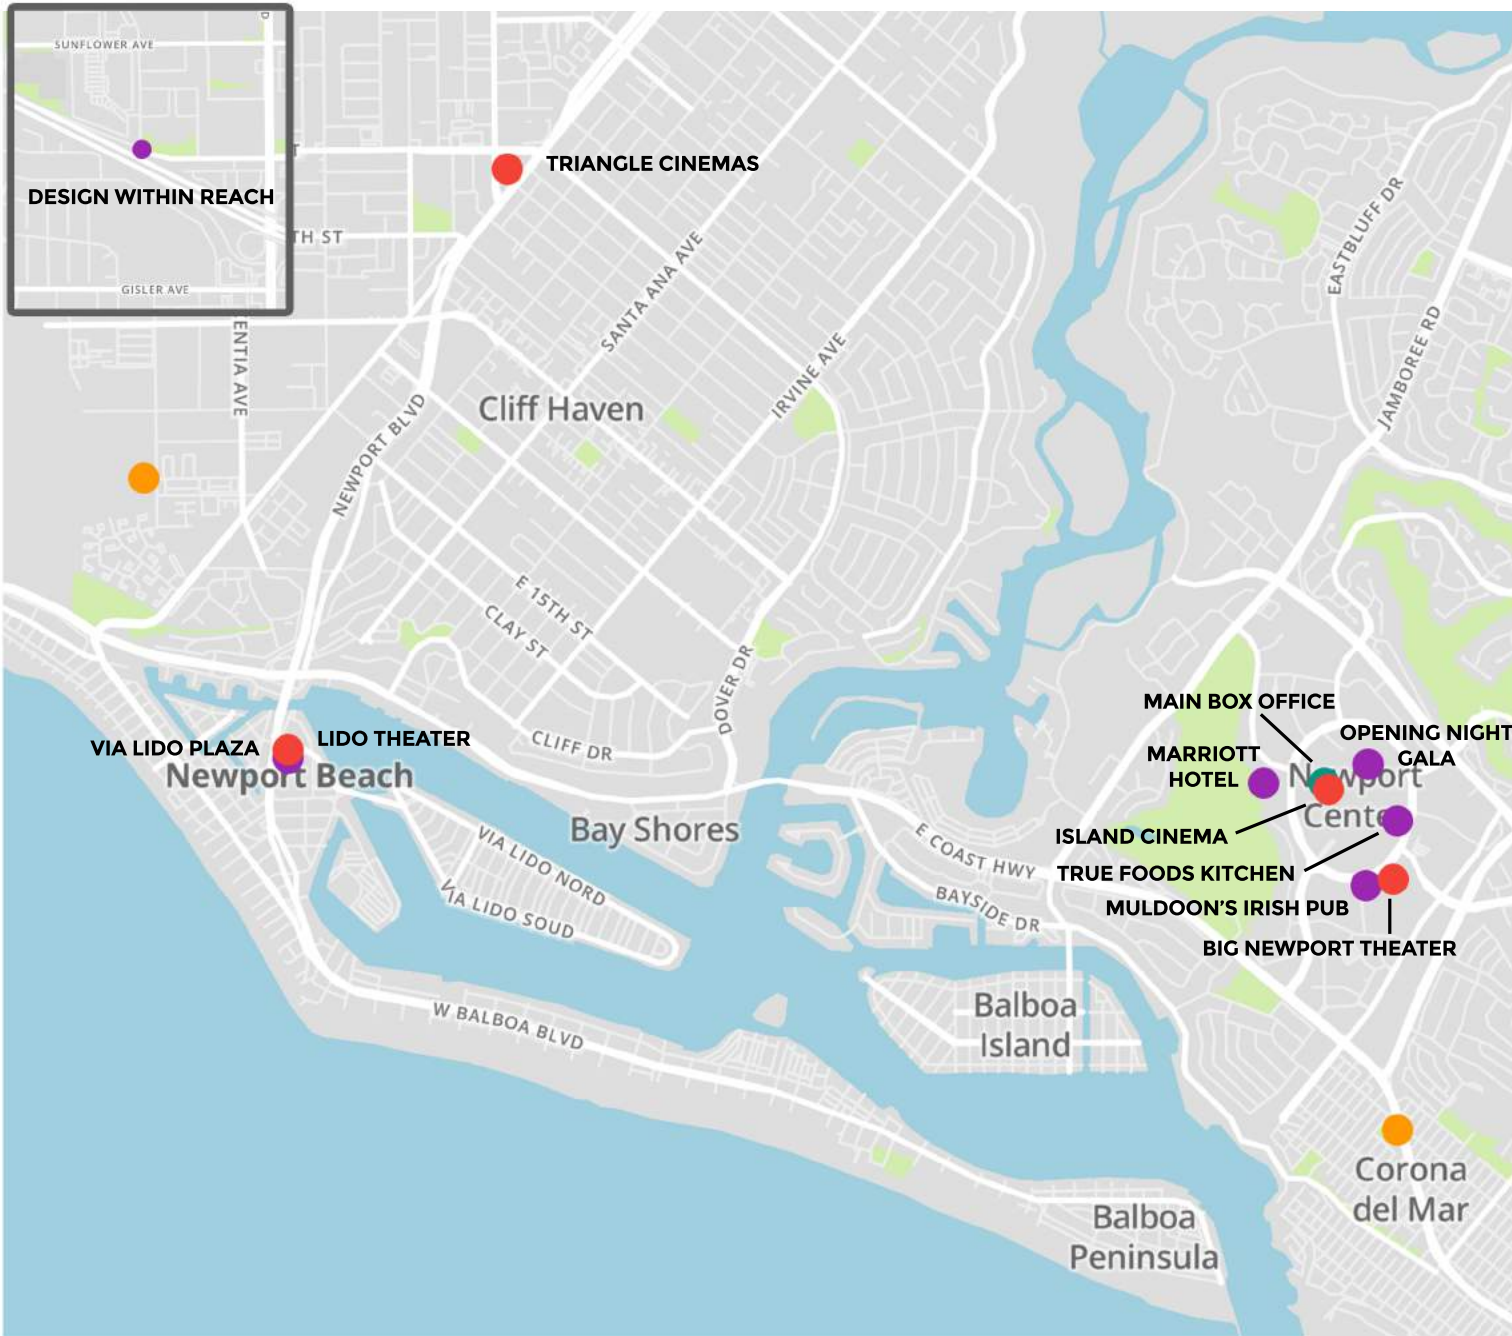 SUNFLOWER AVE
D
DESIGN WITHIN REACH
GISLER AVE
T
TRIANGLE CINEMAS
TH ST
SANTA ANA AVE
EASTBLUFF DR
ENTIA AVE
JAMBOREE RD
IRVINE AVE
Cliff Haven
NEWPORT BLVD
E 15TH ST
CLAY ST
DOVER DR
MAIN BOX OFFICE
OPENING NIGHT
GALA
VIA LIDO PLAZA
LIDO THEATER
CLIFF DR
MARRIOTT
HOTEL
Newport Beach
Newport
Center
Bay Shores
ISLAND CINEMA
E COAST HWY
VIA LIDO NORD
TRUE FOODS KITCHEN
VIA LIDO SOUD
BAYSIDE DR
MULDOON'S IRISH PUB
BIG NEWPORT THEATER
W BALBOA BLVD
Balboa
Island
Corona
del Mar
Balboa
Peninsula